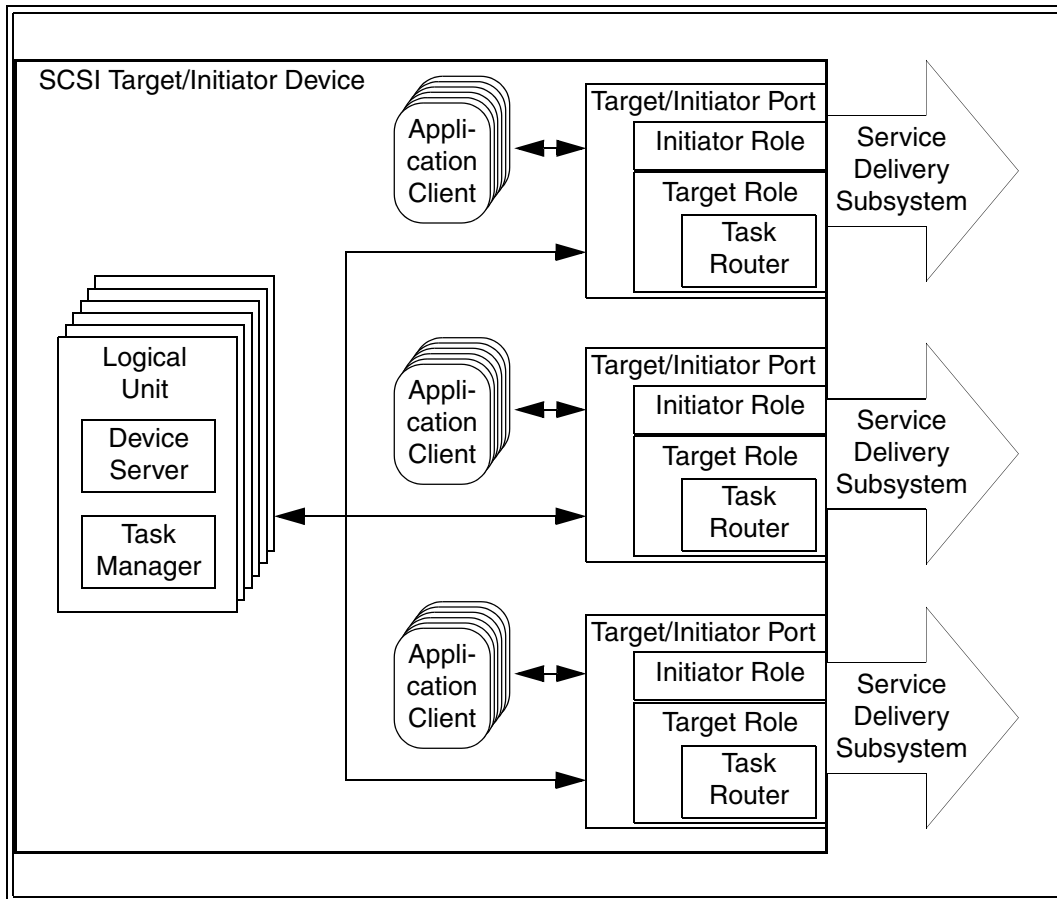 SCSI Target/Initiator Device
Appli-
cation
Client
Target/Initiator Port
Initiator Role
Target Role
Task
Router
Service
Delivery
Subsystem
Logical
Unit
Device
Server
Task
Manager
Appli-
cation
Client
Target/Initiator Port
Initiator Role
Target Role
Task
Router
Service
Delivery
Subsystem
Appli-
cation
Client
Target/Initiator Port
Initiator Role
Target Role
Task
Router
Service
Delivery
Subsystem